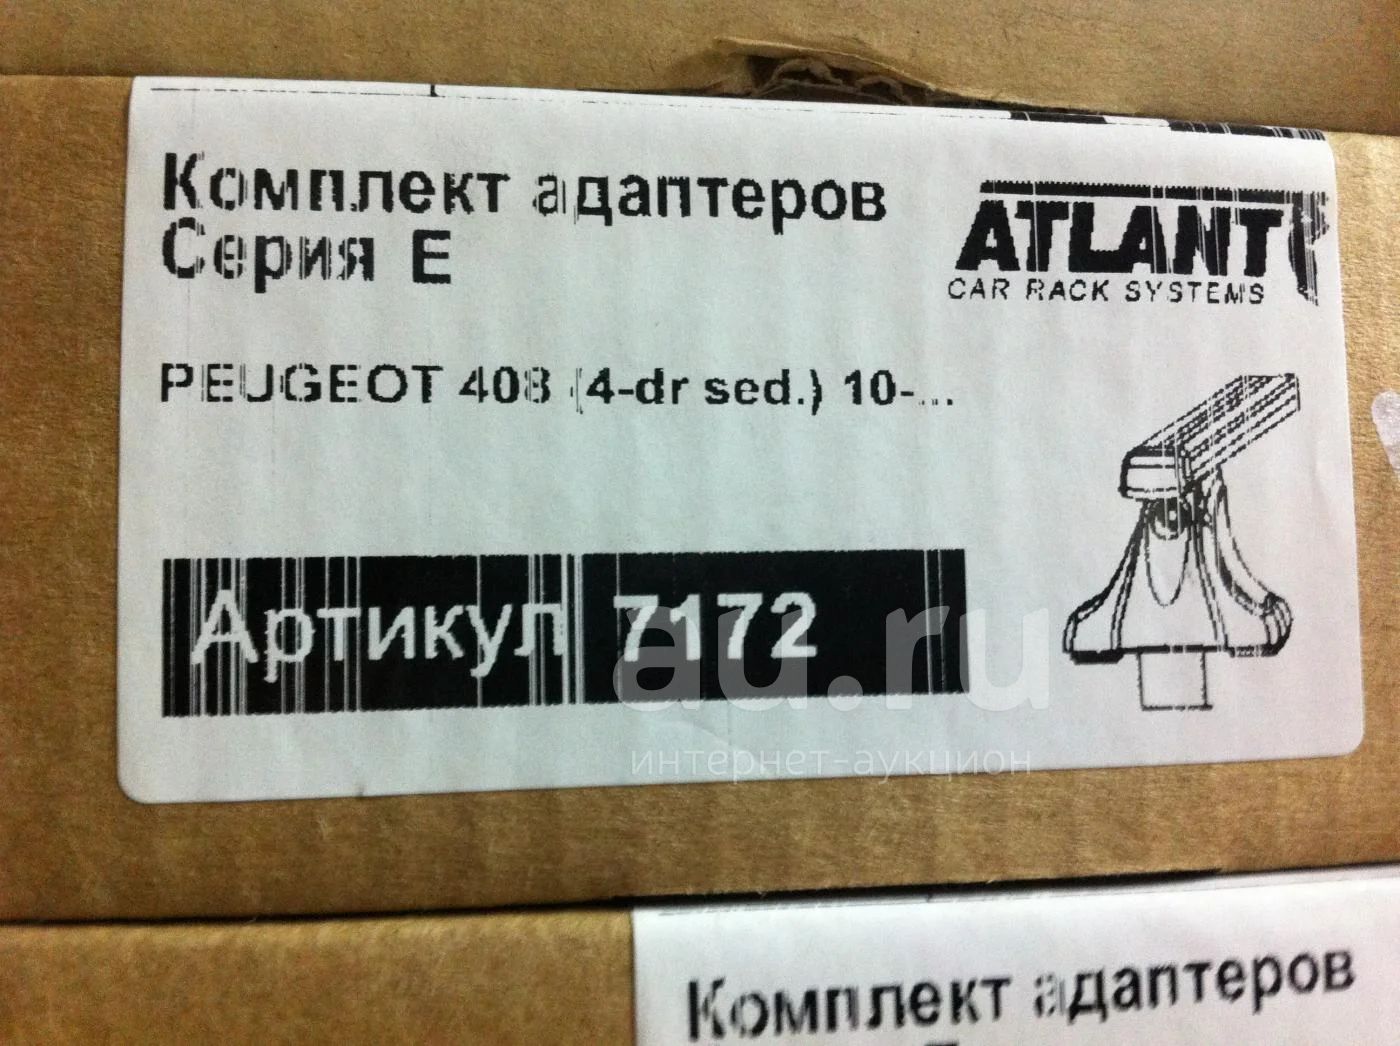 Комплект адаптеров
Серия E
ATLANT
CAR RACK SYSTEMS
PEUGEOT 408 (4-dr sed.) 10-...
Артикул 7172
au.ru
интернет-аукцион
Комплект адаптеров